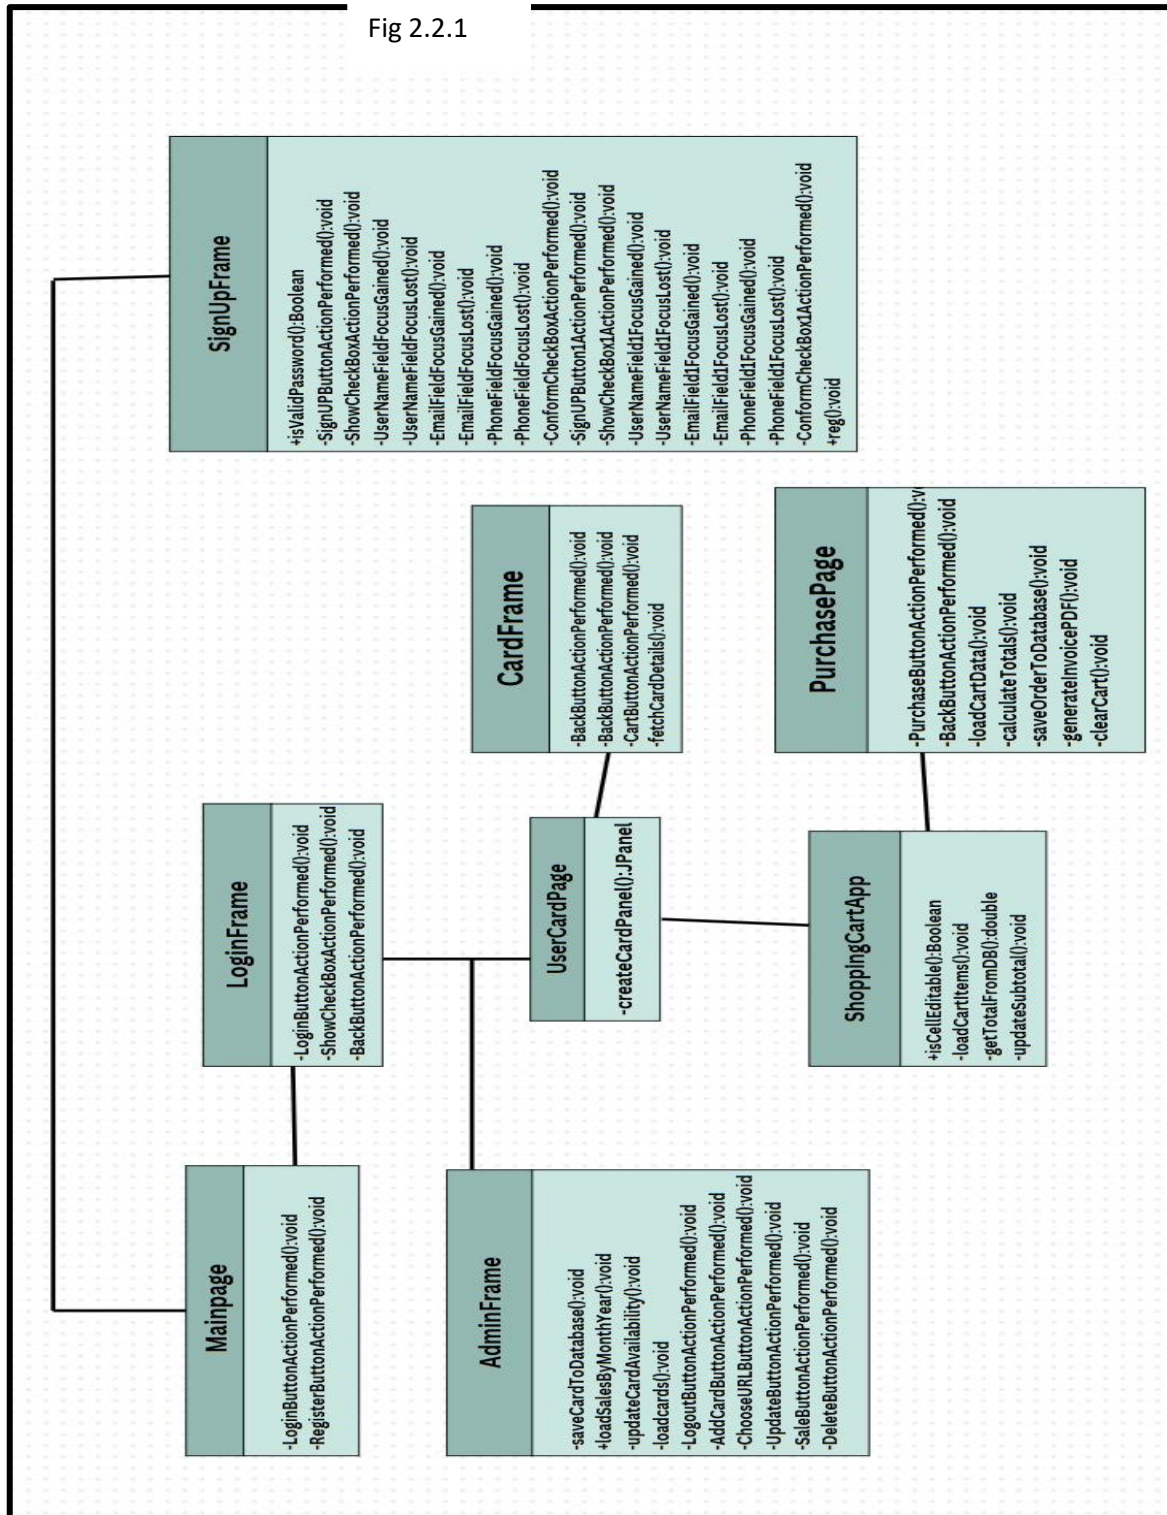 Fig 2.2.1
Mainpage
-LoginButtonActionPerformed():void
-RegisterButtonActionPerformed():void
LoginFrame
-LoginButtonActionPerformed():void
-ShowCheckBoxActionPerformed():void
-BackButtonActionPerformed():void
SignUpFrame
+isValidPassword():Boolean
-SignUPButtonActionPerformed():void
-ShowCheckBoxActionPerformed():void
-UserNameFieldFocusGained():void
-UserNameFieldFocusLost():void
-EmailFieldFocusGained():void
-EmailFieldFocusLost():void
-PhoneFieldFocusGained():void
-PhoneFieldFocusLost():void
-ConformCheckBoxActionPerformed():void
-SignUPButton1ActionPerformed():void
-ShowCheckBox1ActionPerformed():void
-UserNameField1FocusGained():void
-UserNameField1FocusLost():void
-EmailField1FocusGained():void
-EmailField1FocusLost():void
-PhoneField1FocusGained():void
-PhoneField1FocusLost():void
-ConformCheckBox1ActionPerformed():void
+reg():void
AdminFrame
-saveCardToDatabase():void
+loadSalesByMonthYear():void
-updateCardAvailability():void
-loadcards():void
-LogoutButtonActionPerformed():void
-AddCardButtonActionPerformed():void
-ChooseURLButtonActionPerformed():void
-UpdateButtonActionPerformed():void
-SaleButtonActionPerformed():void
-DeleteButtonActionPerformed():void
UserCardPage
-createCardPanel():JPanel
CardFrame
-BackButtonActionPerformed():void
-BackButtonActionPerformed():void
-CartButtonActionPerformed():void
-fetchCardDetails():void
ShoppingCartApp
+isCellEditable():Boolean
-loadCartItems():void
-getTotalFromDB():double
-updateSubtotal():void
PurchasePage
-PurchaseButtonActionPerformed():v
-BackButtonActionPerformed():void
-loadCartData():void
-calculateTotals():void
-saveOrderToDatabase():void
-generateInvoicePDF():void
-clearCart():void